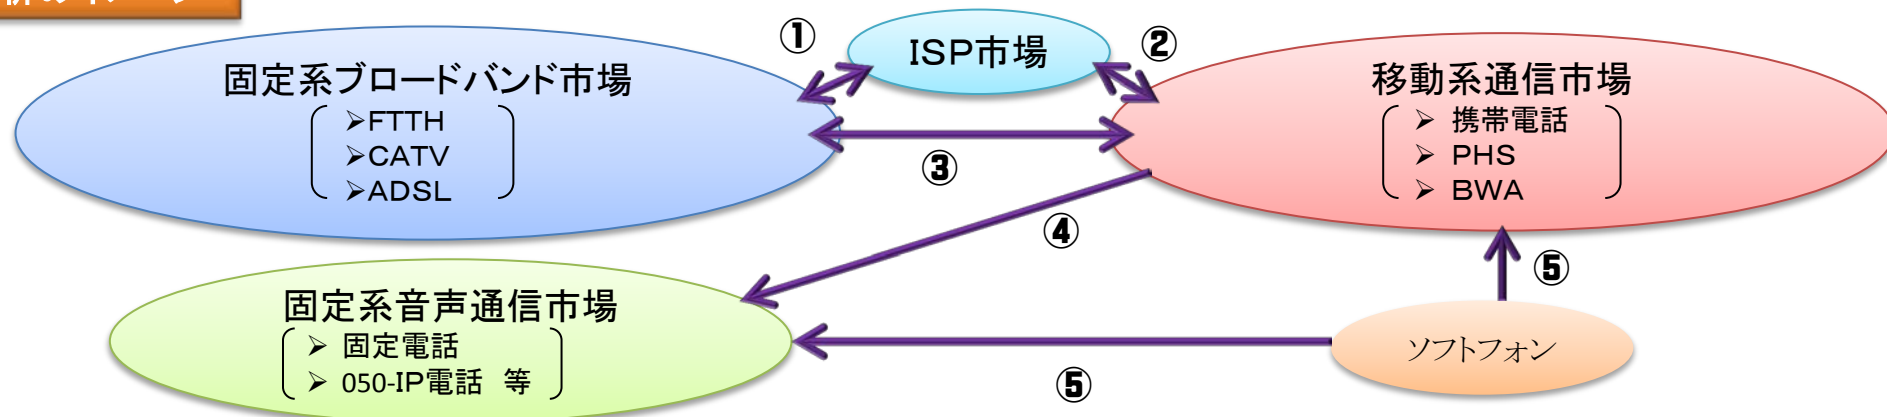 ①
ISP市場
②
固定系ブロードバンド市場
➢FTTH
➢CATV
➢ADSL
移動系通信市場
➢ 携帯電話
➢ PHS
➢ BWA
③
④
固定系音声通信市場
➢ 固定電話
➢ 050-IP電話 等
⑤
ソフトフォン
⑤